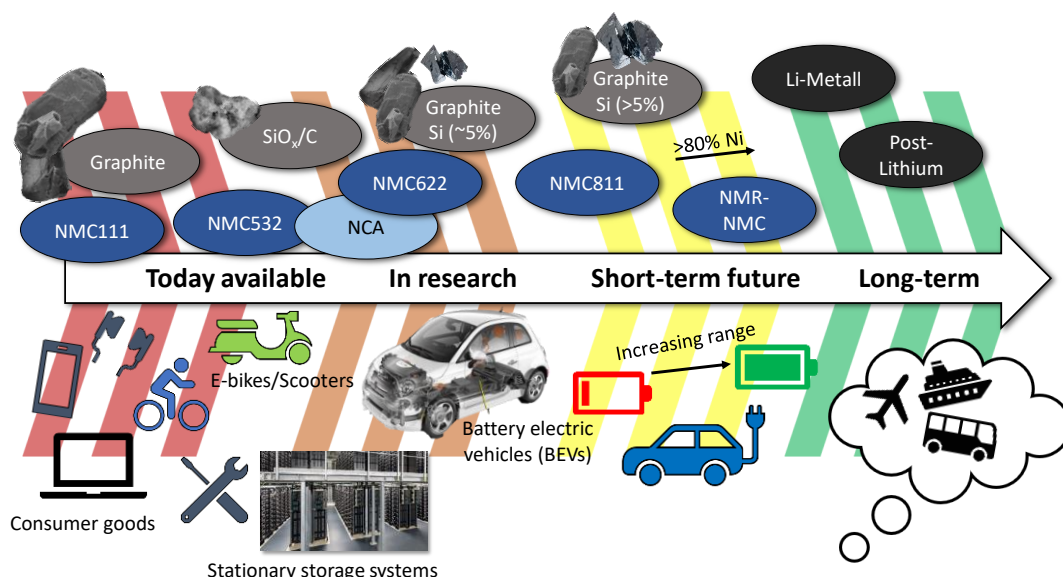 Graphite
SiOₓ/C
Graphite
Si (~5%)
Graphite
Si (>5%)
Li-Metall
>80% Ni
Post-
Lithium
NMC111
NMC532
NCA
NMC622
NMC811
NMR-
NMC
Today available
In research
Short-term future
Long-term
E-bikes/Scooters
Increasing range
Battery electric
vehicles (BEVs)
Consumer goods
Stationary storage systems